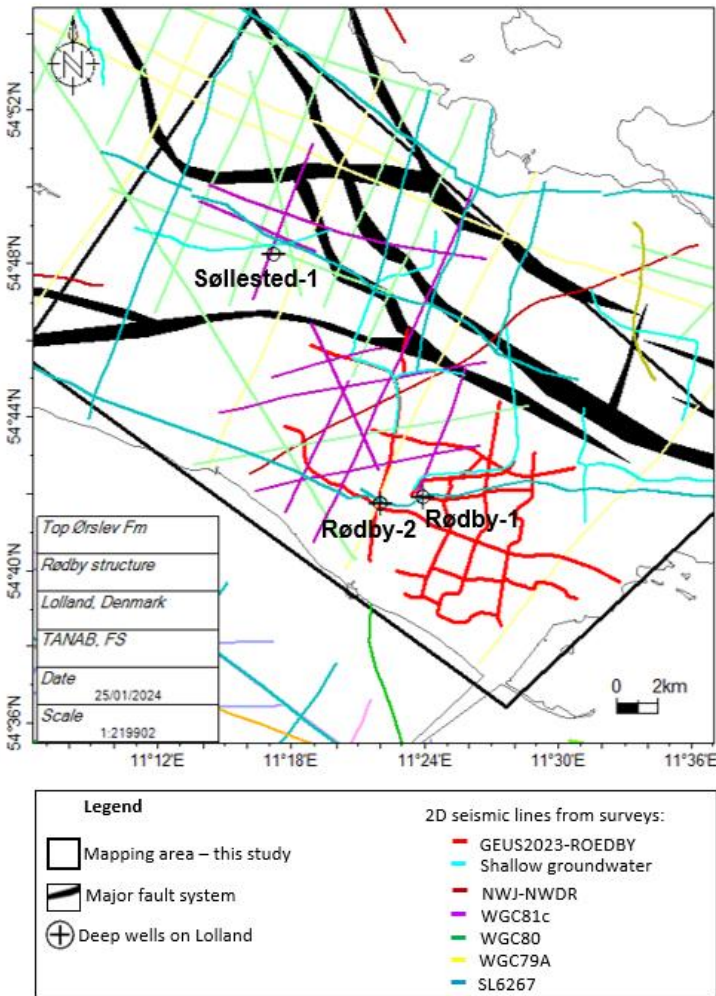 N
54°52'N
54°48'N
Søllested-1
54°44'N
Rødby-2
Rødby-1
54°40'N
54°36'N
Top Ørslev Fm
Rødby structure
Lolland, Denmark
TANAB, FS
Date
25/01/2024
Scale
1:219902
0 2km
11°12'E 11°18'E 11°24'E 11°30'E 11°36'E
Legend
Mapping area – this study
Major fault system
Deep wells on Lolland
2D seismic lines from surveys:
GEUS2023-ROEDBY
Shallow groundwater
NWJ-NWDR
WGC81c
WGC80
WGC79A
SL6267